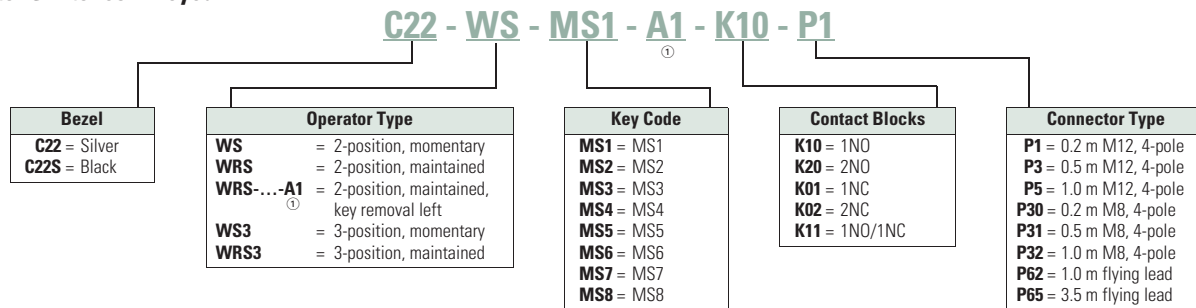 C22 - WS - MS1 - A1 - K10 - P1
①
Bezel
C22 = Silver
C22S = Black
Operator Type
WS = 2-position, momentary
WRS = 2-position, maintained
WRS-...-A1 = 2-position, maintained,
① key removal left
WS3 = 3-position, momentary
WRS3 = 3-position, maintained
Key Code
MS1 = MS1
MS2 = MS2
MS3 = MS3
MS4 = MS4
MS5 = MS5
MS6 = MS6
MS7 = MS7
MS8 = MS8
Contact Blocks
K10 = 1NO
K20 = 2NO
K01 = 1NC
K02 = 2NC
K11 = 1NO/1NC
Connector Type
P1 = 0.2 m M12, 4-pole
P3 = 0.5 m M12, 4-pole
P5 = 1.0 m M12, 4-pole
P30 = 0.2 m M8, 4-pole
P31 = 0.5 m M8, 4-pole
P32 = 1.0 m M8, 4-pole
P62 = 1.0 m flying lead
P65 = 3.5 m flying lead